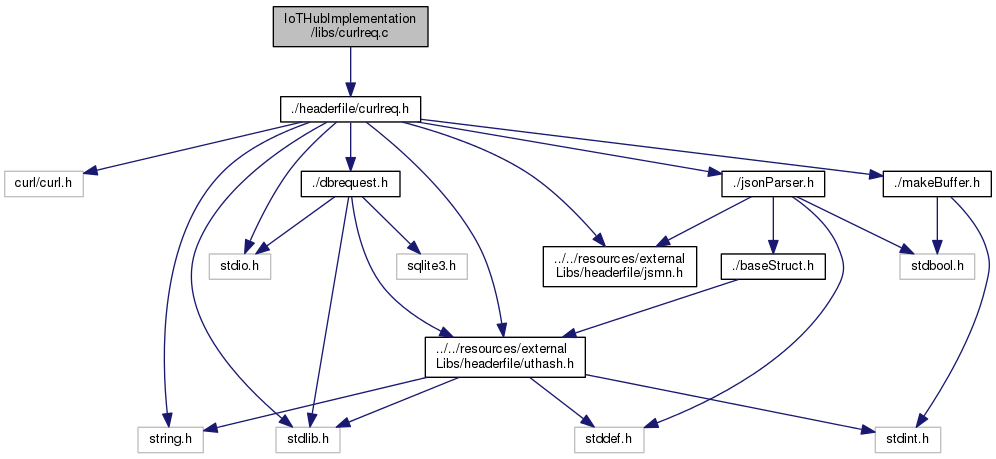 IoTHubImplementation
/libs/curlreq.c
./headerfile/curlreq.h
curl/curl.h
./dbrequest.h
./jsonParser.h
./makeBuffer.h
stdio.h
sqlite3.h
../../resources/external
Libs/headerfile/jsmn.h
./baseStruct.h
stdbool.h
../../resources/external
Libs/headerfile/uthash.h
string.h
stdlib.h
stddef.h
stdint.h